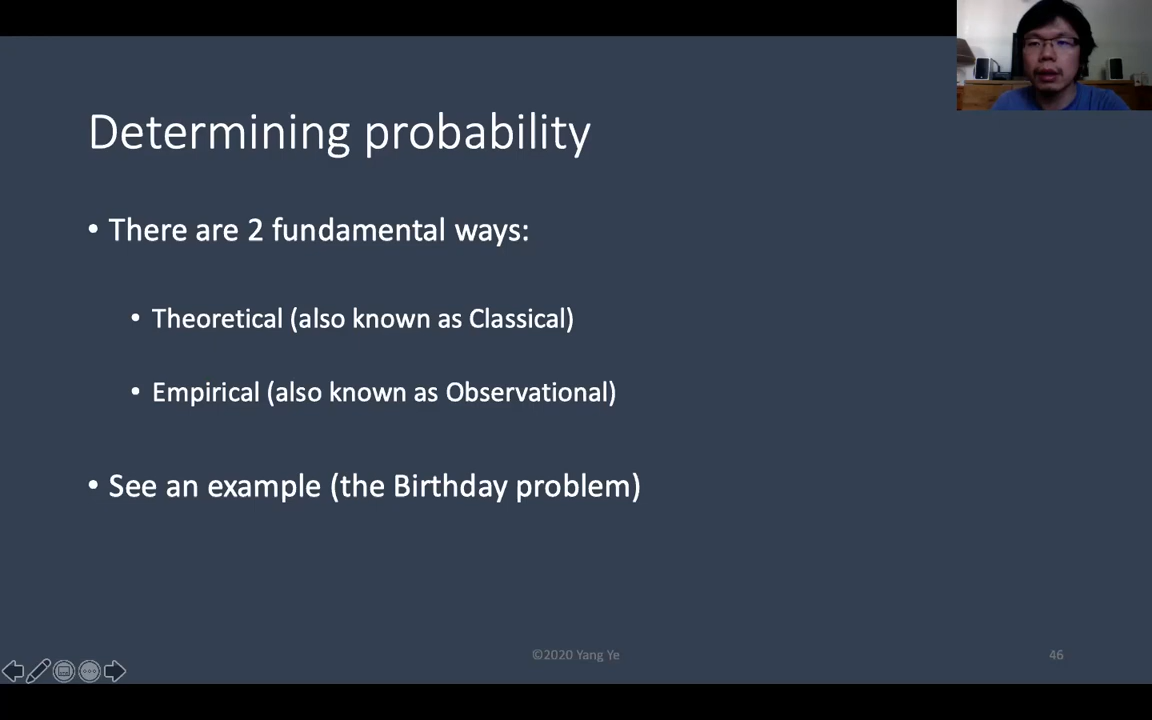 Determining probability
• There are 2 fundamental ways:
• Theoretical (also known as Classical)
• Empirical (also known as Observational)
• See an example (the Birthday problem)
©2020 Yang Ye
46